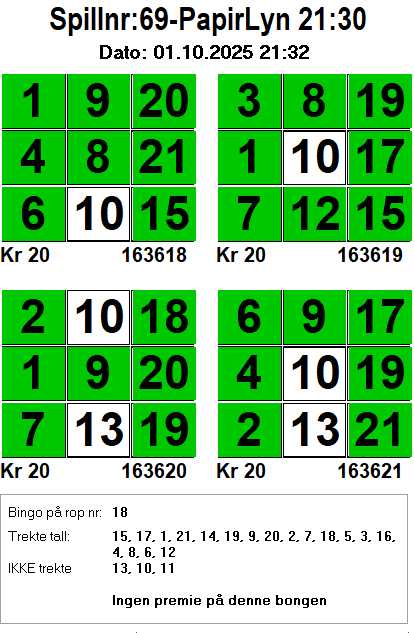 Spillnr:69-PapirLyn 21:30
Dato: 01.10.2025 21:32
1 9 20
4 8 21
6 10 15
Kr 20 163618
3 8 19
1 10 17
7 12 15
Kr 20 163619
2 10 18
1 9 20
7 13 19
Kr 20 163620
6 9 17
4 10 19
2 13 21
Kr 20 163621
Bingo på rop nr: 18
Trekte tall: 15, 17, 1, 21, 14, 19, 9, 20, 2, 7, 18, 5, 3, 16,
4, 8, 6, 12
IKKE trekte 13, 10, 11
Ingen premie på denne bongen